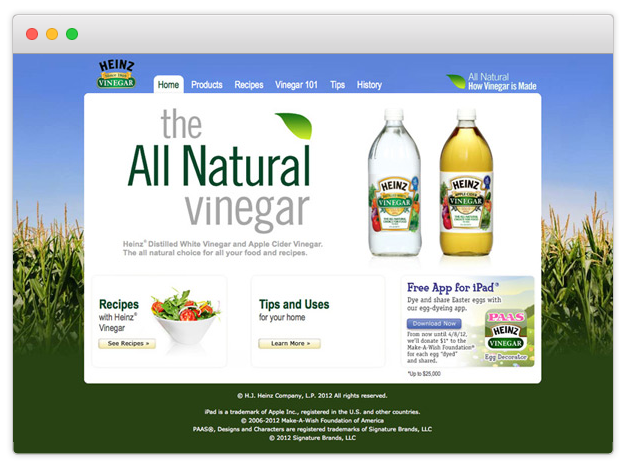 HEINZ
VINEGAR
Home Products Recipes Vinegar 101 Tips History
All Natural
How Vinegar is Made
the
All Natural
vinegar
Heinz® Distilled White Vinegar and Apple Cider Vinegar.
The all natural choice for all your food and recipes.
HEINZ
VINEGAR
HEINZ
APPLE CIDER
VINEGAR
Recipes
with Heinz®
Vinegar
See Recipes »
Tips and Uses
for your home
Learn More »
Free App for iPad®
Dye and share Easter eggs with
our egg-dyeing app.
Download Now
From now until 4/8/12,
we'll donate $1* to the
Make-A-Wish Foundation®
for each egg "dyed"
and shared.
PAAS
HEINZ
VINEGAR
Egg Decorator
*Up to $25,000
© H.J. Heinz Company, L.P. 2012 All rights reserved.
iPad is a trademark of Apple Inc., registered in the U.S. and other countries.
© 2006-2012 Make-A-Wish Foundation of America
PAAS®, Designs and Characters are registered trademarks of Signature Brands, LLC
© 2012 Signature Brands, LLC